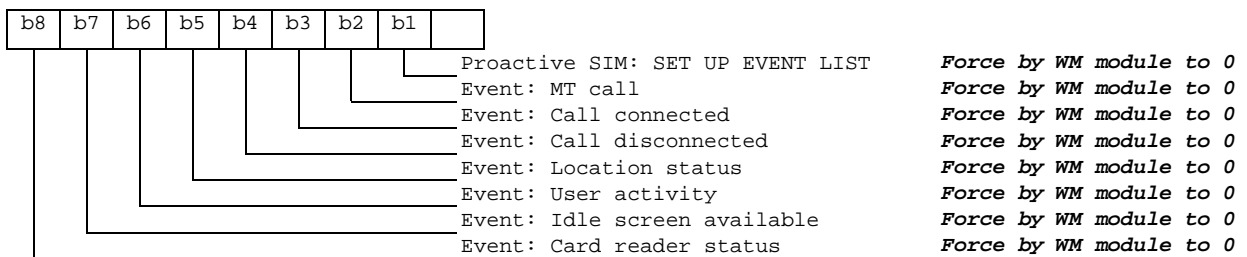 b8 b7 b6 b5 b4 b3 b2 b1
Proactive SIM: SET UP EVENT LIST Force by WM module to 0
Event: MT call Force by WM module to 0
Event: Call connected Force by WM module to 0
Event: Call disconnected Force by WM module to 0
Event: Location status Force by WM module to 0
Event: User activity Force by WM module to 0
Event: Idle screen available Force by WM module to 0
Event: Card reader status Force by WM module to 0